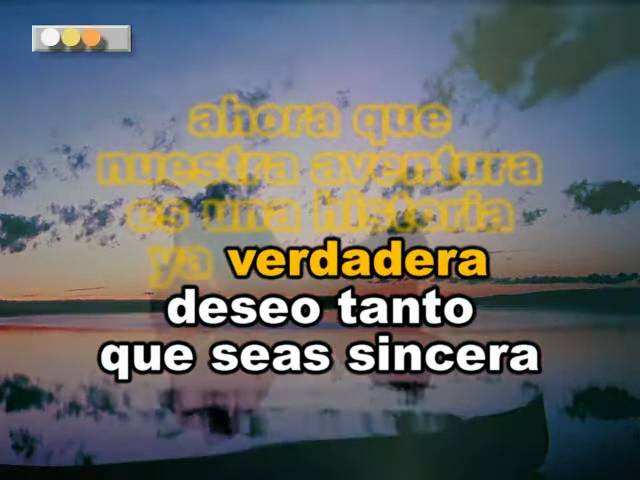 ahora que
nuestra aventura
es una historia
ya verdadera
deseo tanto
que seas sincera